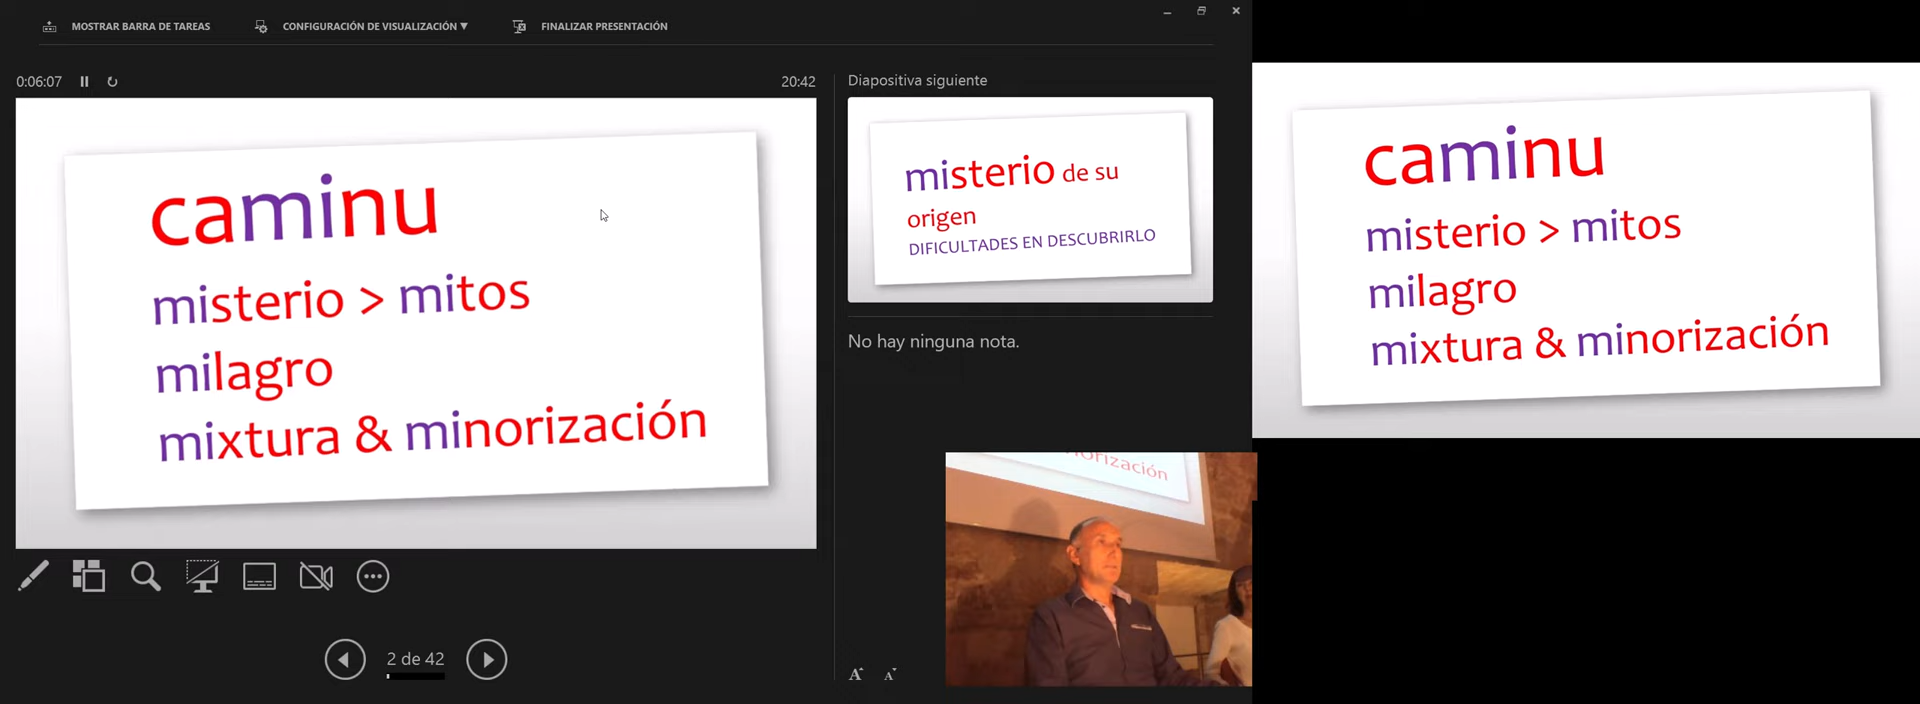 MOSTRAR BARRA DE TAREAS
CONFIGURACIÓN DE VISUALIZACIÓN ▼
FINALIZAR PRESENTACIÓN
0:06:07
20:42
caminu
misterio > mitos
milagro
mixtura & minorización
2 de 42
Diapositiva siguiente
misterio de su
origen
DIFICULTADES EN DESCUBRIRLO
No hay ninguna nota.
A A
norización
caminu
misterio > mitos
milagro
mixtura & minorización